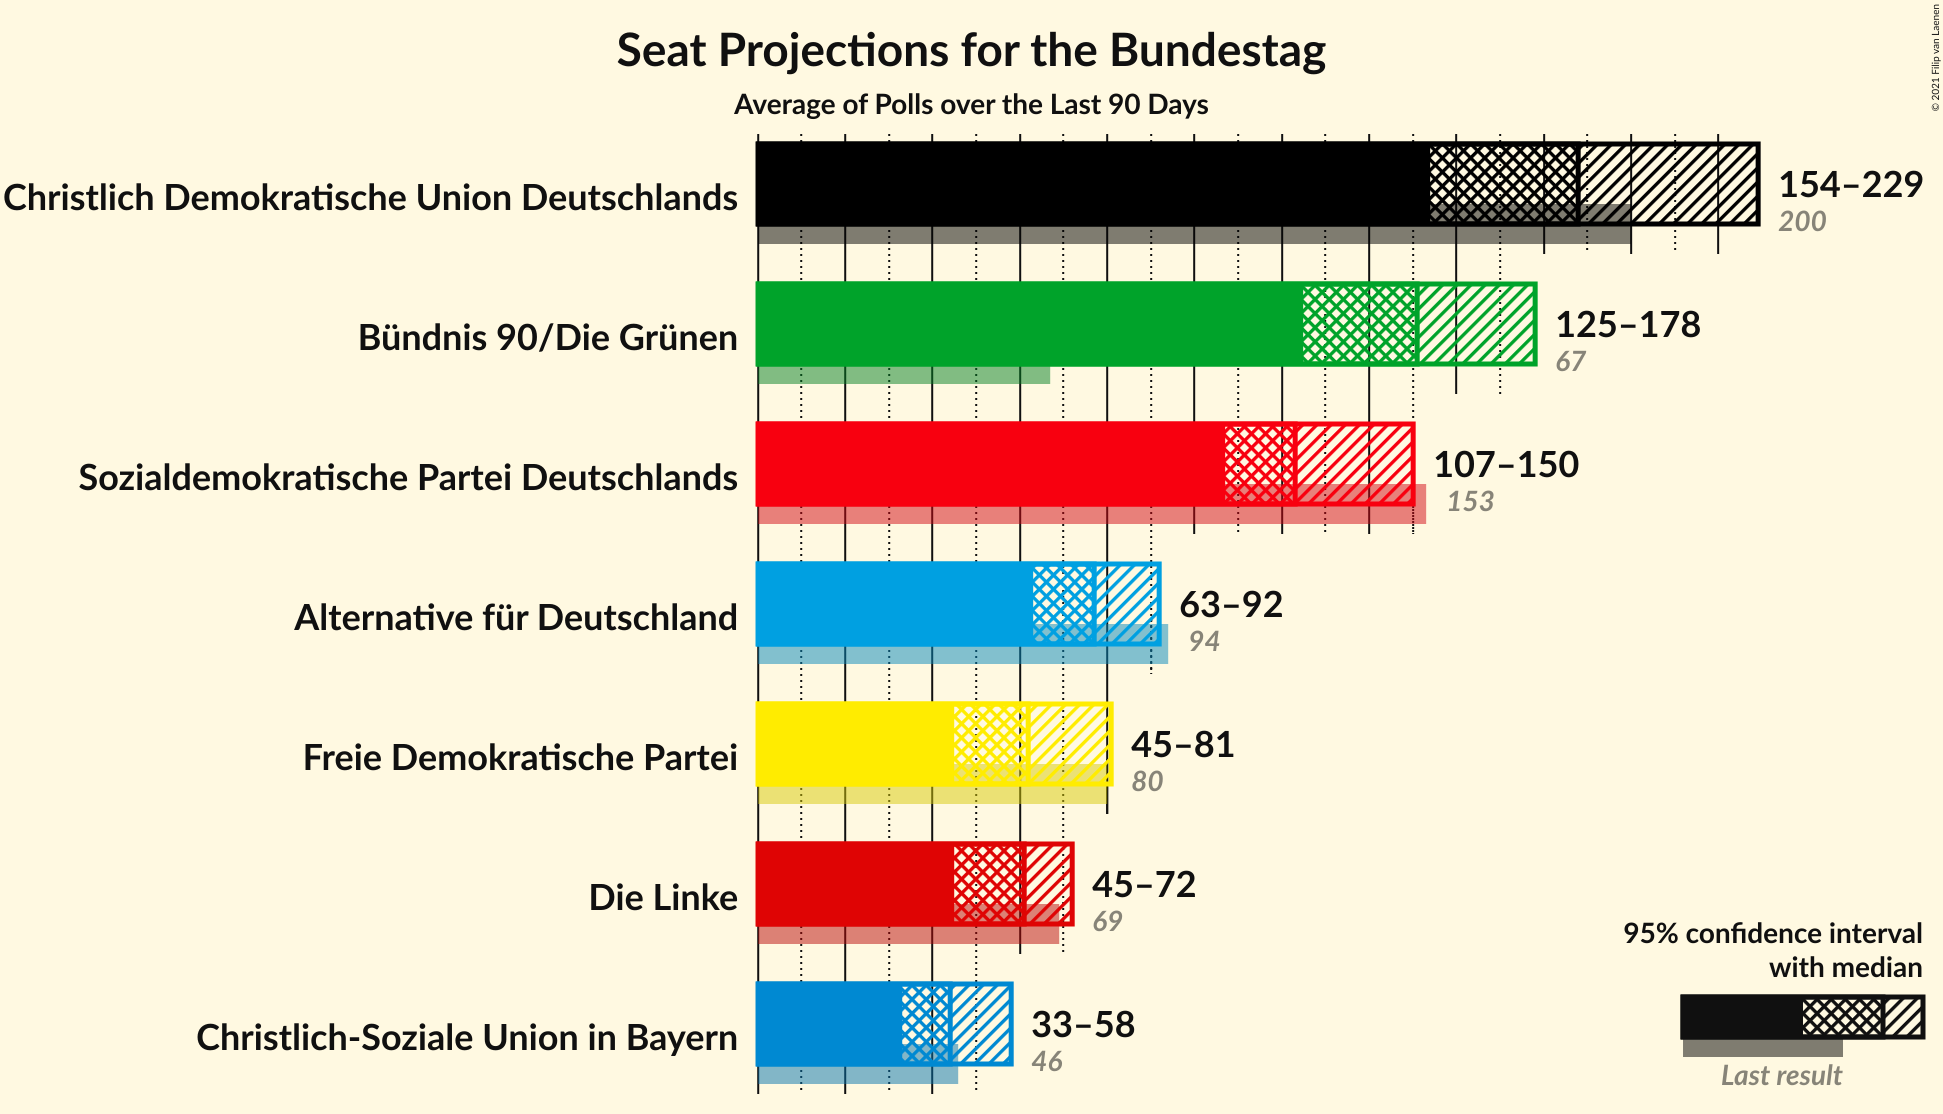 Seat Projections for the Bundestag
Average of Polls over the Last 90 Days
© 2021 Filip van Laenen
Christlich Demokratische Union Deutschlands
154–229
200
Bündnis 90/Die Grünen
125–178
67
Sozialdemokratische Partei Deutschlands
107–150
153
Alternative für Deutschland
63–92
94
Freie Demokratische Partei
45–81
80
Die Linke
45–72
69
Christlich-Soziale Union in Bayern
33–58
46
95% confidence interval
with median
Last result